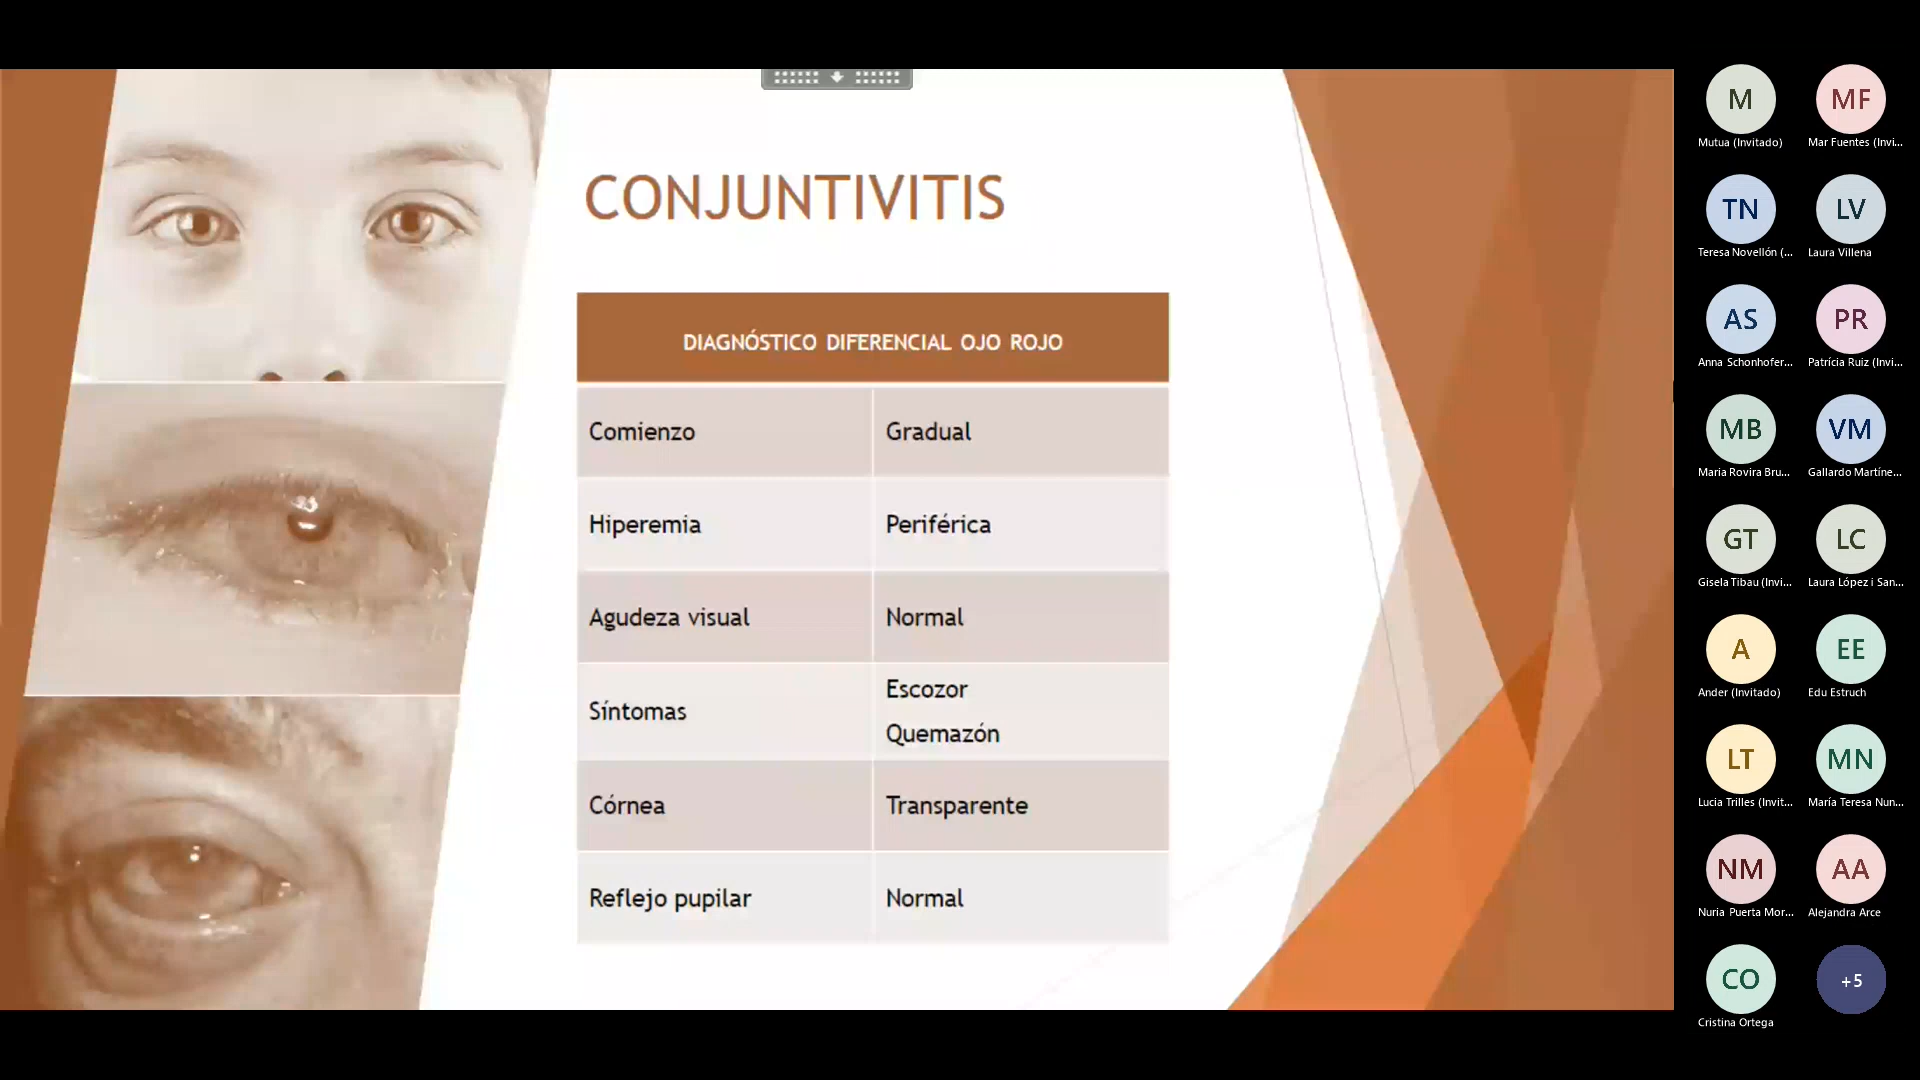 CONJUNTIVITIS
DIAGNÓSTICO DIFERENCIAL OJO ROJO
Comienzo
Gradual
Hiperemia
Periférica
Agudeza visual
Normal
Síntomas
Escozor
Quemazón
Córnea
Transparente
Reflejo pupilar
Normal
M
MF
Mutua (Invitado)
Mar Fuentes (Invi...
TN
LV
Teresa Novellón (...
Laura Villena
AS
PR
Anna Schonhofer...
Patrícia Ruiz (Invi...
MB
VM
Maria Rovira Bru...
Gallardo Martíne...
GT
LC
Gisela Tibau (Invi...
Laura López i San...
A
EE
Ander (Invitado)
Edu Estruch
LT
MN
Lucia Trilles (Invit...
María Teresa Nun...
NM
AA
Nuria Puerta Mor...
Alejandra Arce
CO
+5
Cristina Ortega